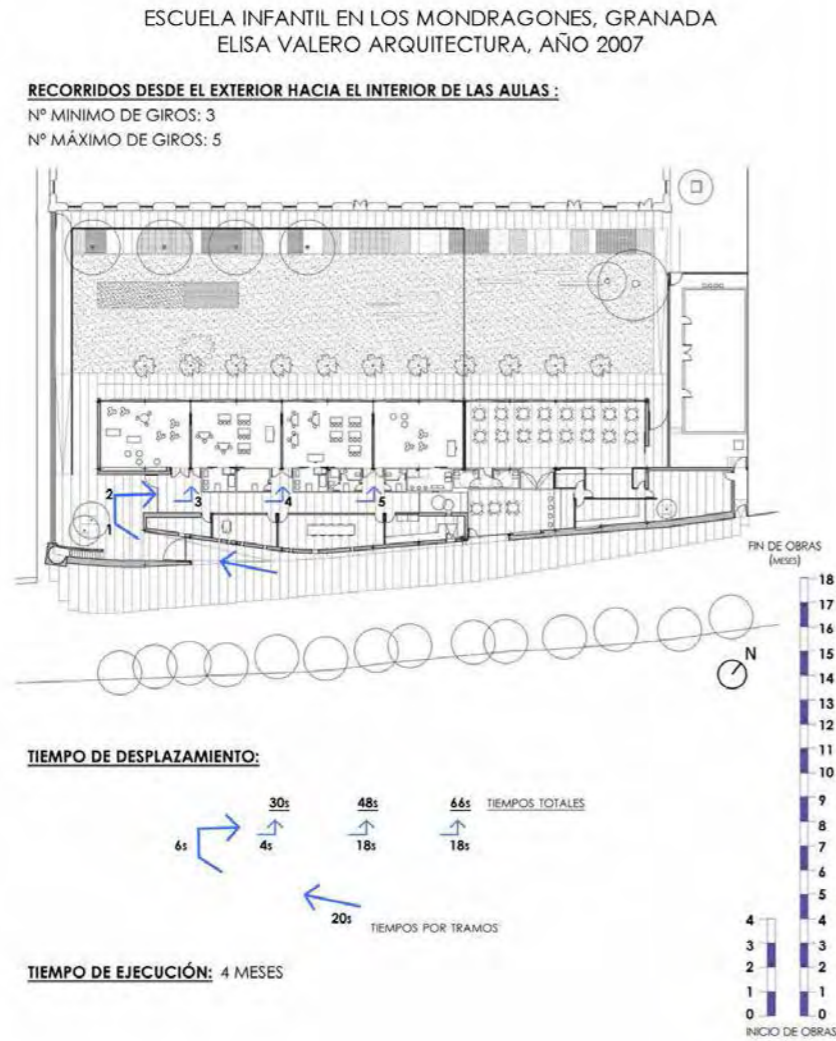 ESCUELA INFANTIL EN LOS MONDRAGONES, GRANADA
ELISA VALERO ARQUITECTURA, AÑO 2007
RECORRIDOS DESDE EL EXTERIOR HACIA EL INTERIOR DE LAS AULAS :
Nº MINIMO DE GIROS: 3
Nº MÁXIMO DE GIROS: 5
2
3
4
5
1
N
FIN DE OBRAS
(MESES)
18
17
16
15
14
13
12
11
10
9
8
7
6
5
4
3
2
1
0
4
3
2
1
0
INICIO DE OBRAS
TIEMPO DE DESPLAZAMIENTO:
30s 48s 66s TIEMPOS TOTALES
6s 4s 18s 18s
20s TIEMPOS POR TRAMOS
TIEMPO DE EJECUCIÓN: 4 MESES